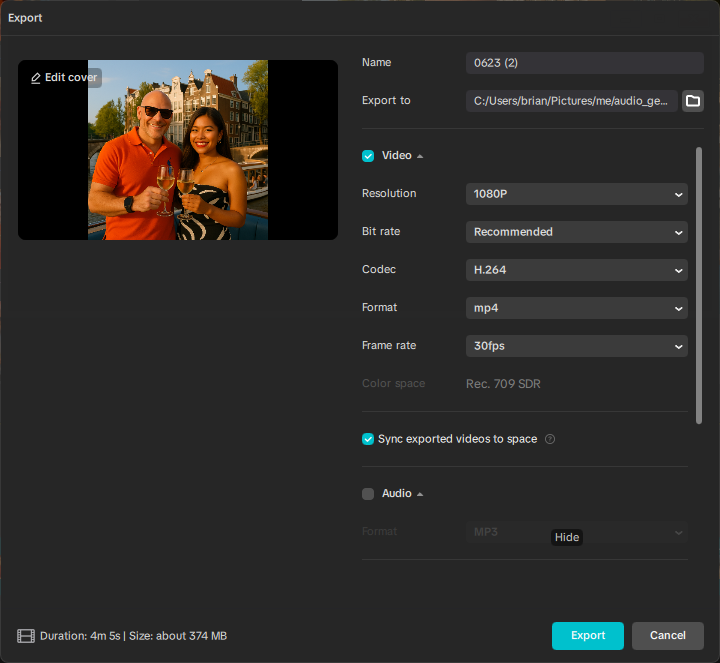 Export
Edit cover
Name 0623 (2)
Export to C:/Users/brian/Pictures/me/audio_ge...
Video
Resolution 1080P
Bit rate Recommended
Codec H.264
Format mp4
Frame rate 30fps
Color space Rec. 709 SDR
Sync exported videos to space
Audio
Format MP3
Hide
Duration: 4m 5s | Size: about 374 MB
Export Cancel